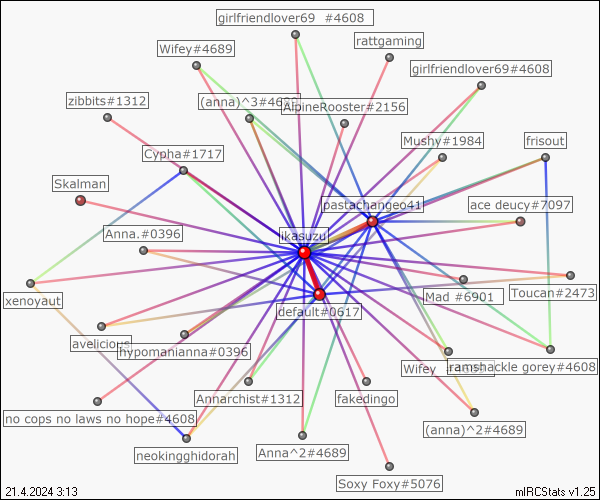 girlfriendlover69 #4608
rattgaming
Wifey#4689
girlfriendlover69#4608
zibbits#1312
(anna)^3#4689
AlpineRooster#2156
Mushy#1984
frisout
Cypha#1717
Skalman
pastachangeo41
ace deucy#7097
Anna.#0396
ikasuzu
xenoyaut
Mad #6901
Toucan#2473
default#0617
avelicious
hypomanianna#0396
Wifey
ramshackle gorey#4608
Annarchist#1312
fakedingo
no cops no laws no hope#4608
(anna)^2#4689
neokingghidorah
Anna^2#4689
Soxy Foxy#5076
21.4.2024 3:13
mIRCStats v1.25